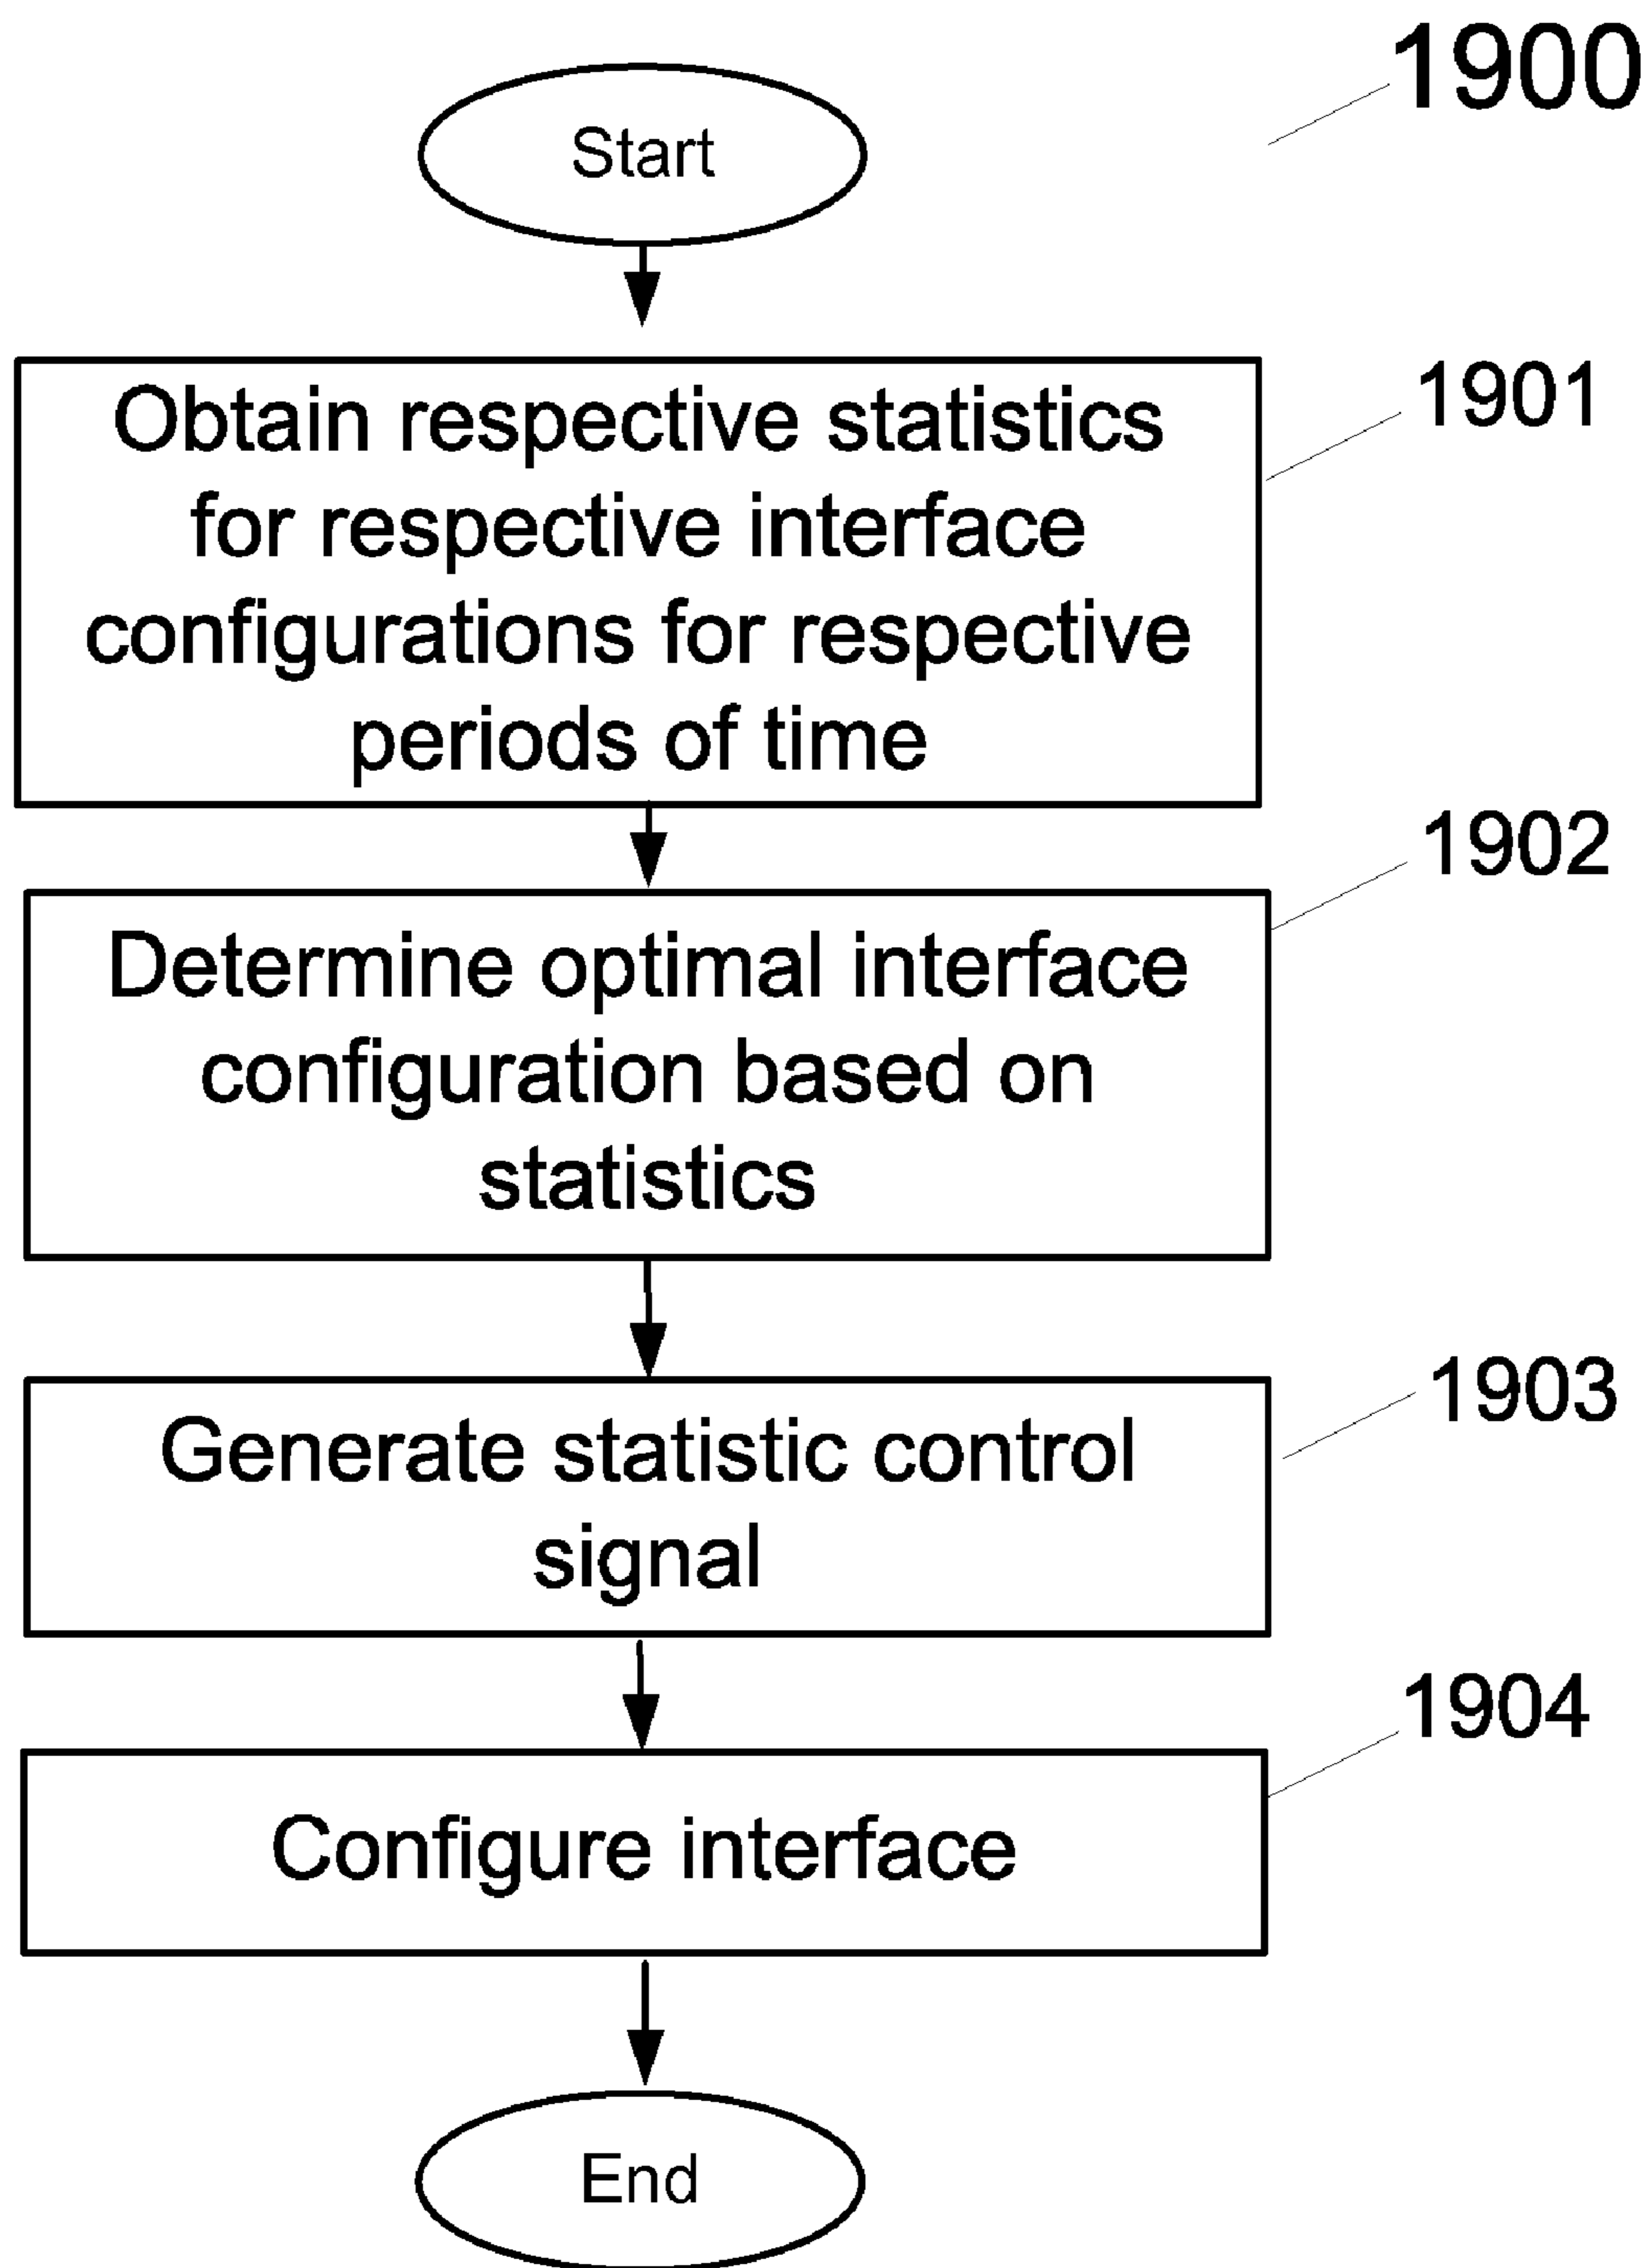 1900
Start
1901
Obtain respective statistics
for respective interface
configurations for respective
periods of time
1902
Determine optimal interface
configuration based on
statistics
1903
Generate statistic control
signal
1904
Configure interface
End